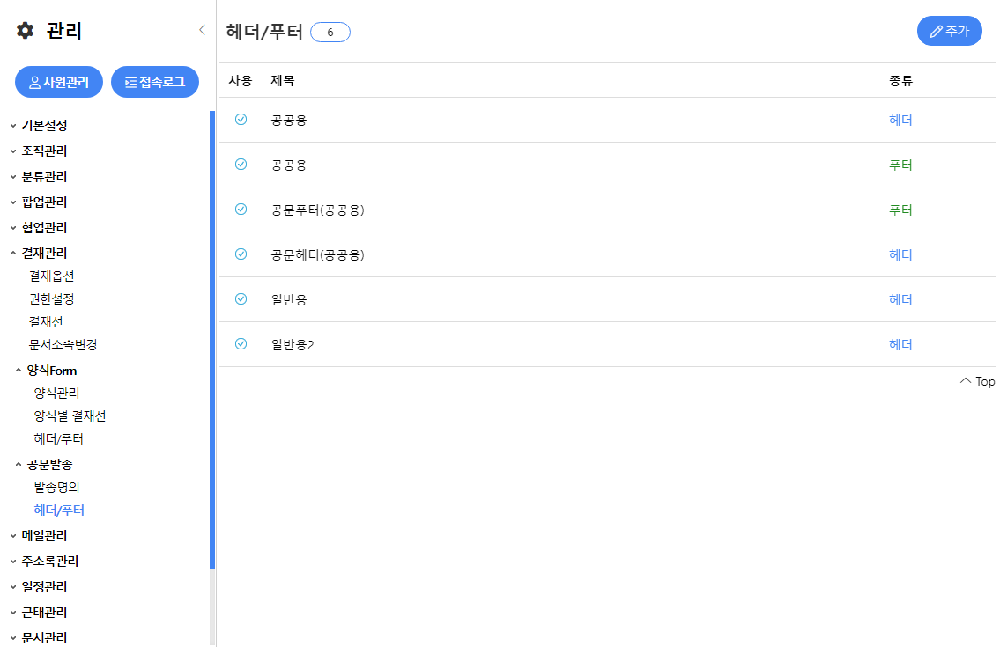 관리
사원관리 접속로그
기본설정
조직관리
분류관리
팝업관리
협업관리
결재관리
결재옵션
권한설정
결재선
문서소속변경
양식Form
양식관리
양식별 결재선
헤더/푸터
공문발송
발송명의
헤더/푸터
메일관리
주소록관리
일정관리
근태관리
문서관리
헤더/푸터 6
추가
사용 제목 종류
공공용 헤더
공공용 푸터
공문푸터(공공용) 푸터
공문헤더(공공용) 헤더
일반용 헤더
일반용2 헤더
Top